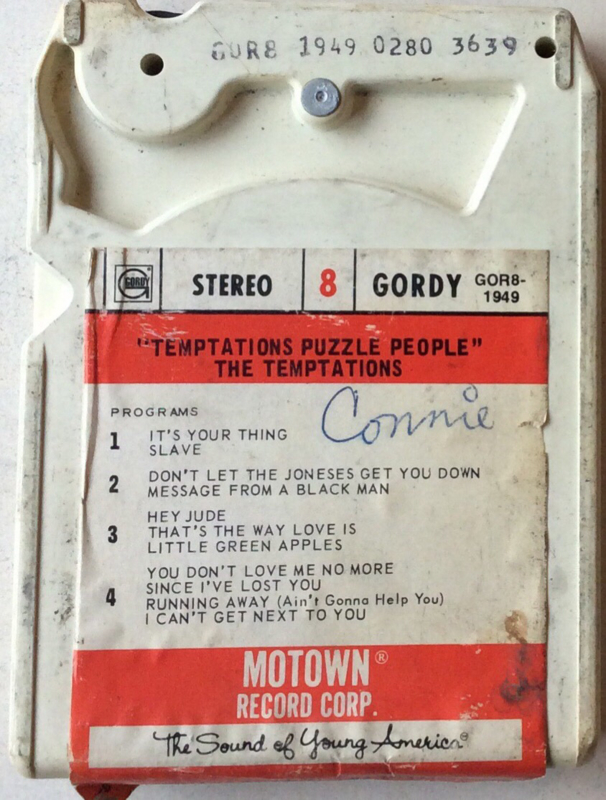 GOR8 1949 0280 3639
GORDY
STEREO 8 GORDY GOR8-
1949
"TEMPTATIONS PUZZLE PEOPLE"
THE TEMPTATIONS
Connie
PROGRAMS
1 IT'S YOUR THING
SLAVE
2 DON'T LET THE JONESES GET YOU DOWN
MESSAGE FROM A BLACK MAN
3 HEY JUDE
THAT'S THE WAY LOVE IS
LITTLE GREEN APPLES
4 YOU DON'T LOVE ME NO MORE
SINCE I'VE LOST YOU
RUNNING AWAY (Ain't Gonna Help You)
I CAN'T GET NEXT TO YOU
MOTOWN®
RECORD CORP.
The Sound of Young America®